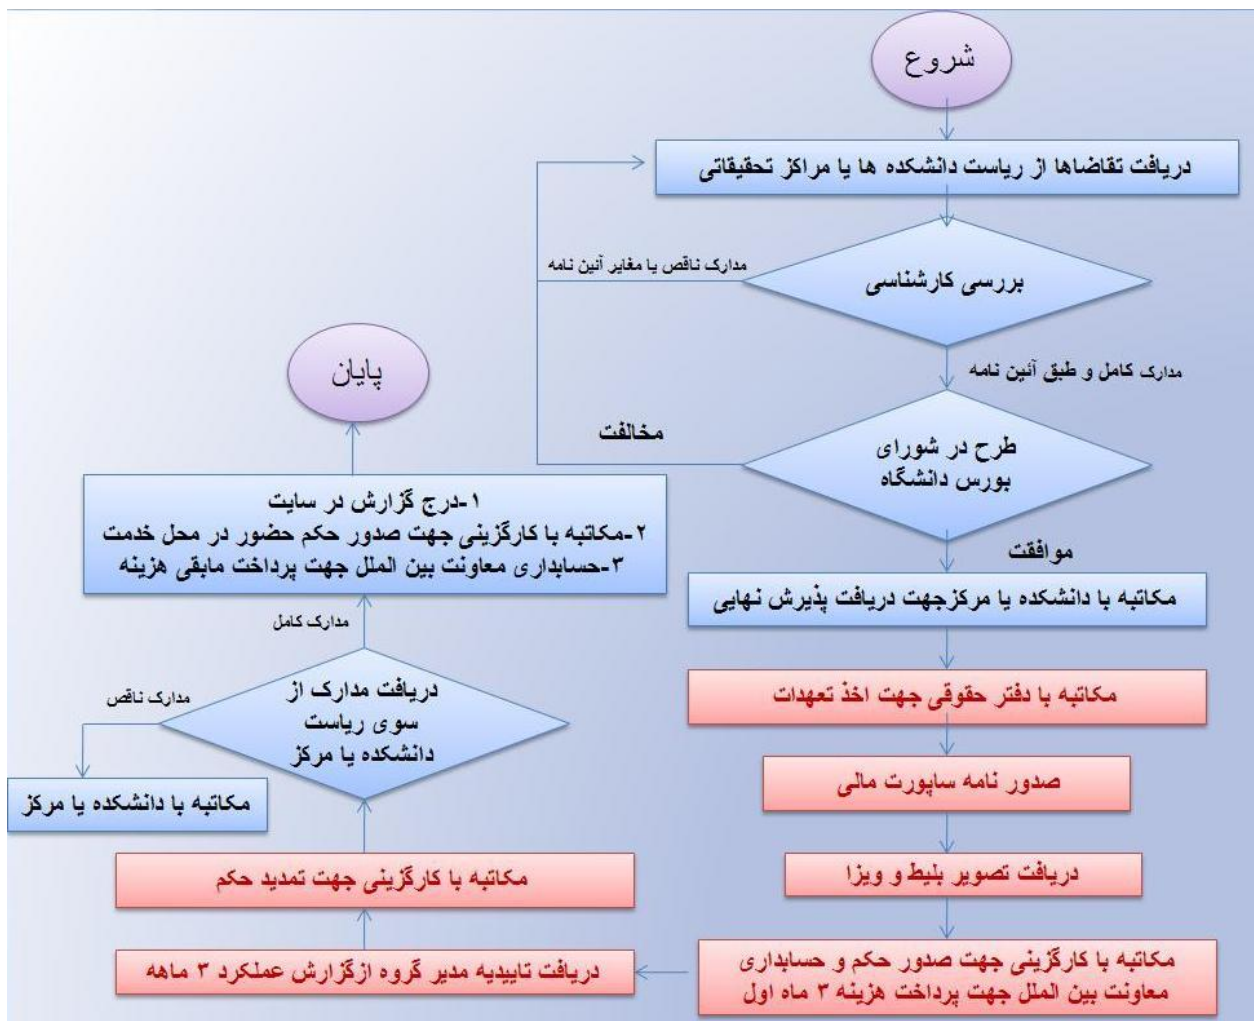 شروع
دریافت تقاضاها از ریاست دانشکده ها یا مراکز تحقیقاتی
بررسی کارشناسی
مدارک ناقص یا مغایر آئین نامه
مدارک کامل و طبق آئین نامه
طرح در شورای
بورس دانشگاه
مخالفت
موافقت
مکاتبه با دانشکده یا مرکزجهت دریافت پذیرش نهایی
مکاتبه با دفتر حقوقی جهت اخذ تعهدات
صدور نامه ساپورت مالی
دریافت تصویر بلیط و ویزا
مکاتبه با کارگزینی جهت صدور حکم و حسابداری
معاونت بین الملل جهت پرداخت هزینه ۳ ماه اول
دریافت تاییدیه مدیر گروه ازگزارش عملکرد ۳ ماهه
مکاتبه با کارگزینی جهت تمدید حکم
دریافت مدارک از
سوی ریاست
دانشکده یا مرکز
مدارک ناقص
مکاتبه با دانشکده یا مرکز
مدارک کامل
۱-درج گزارش در سایت
۲-مکاتبه با کارگزینی جهت صدور حکم حضور در محل خدمت
۳-حسابداری معاونت بین الملل جهت پرداخت مابقی هزینه
پایان